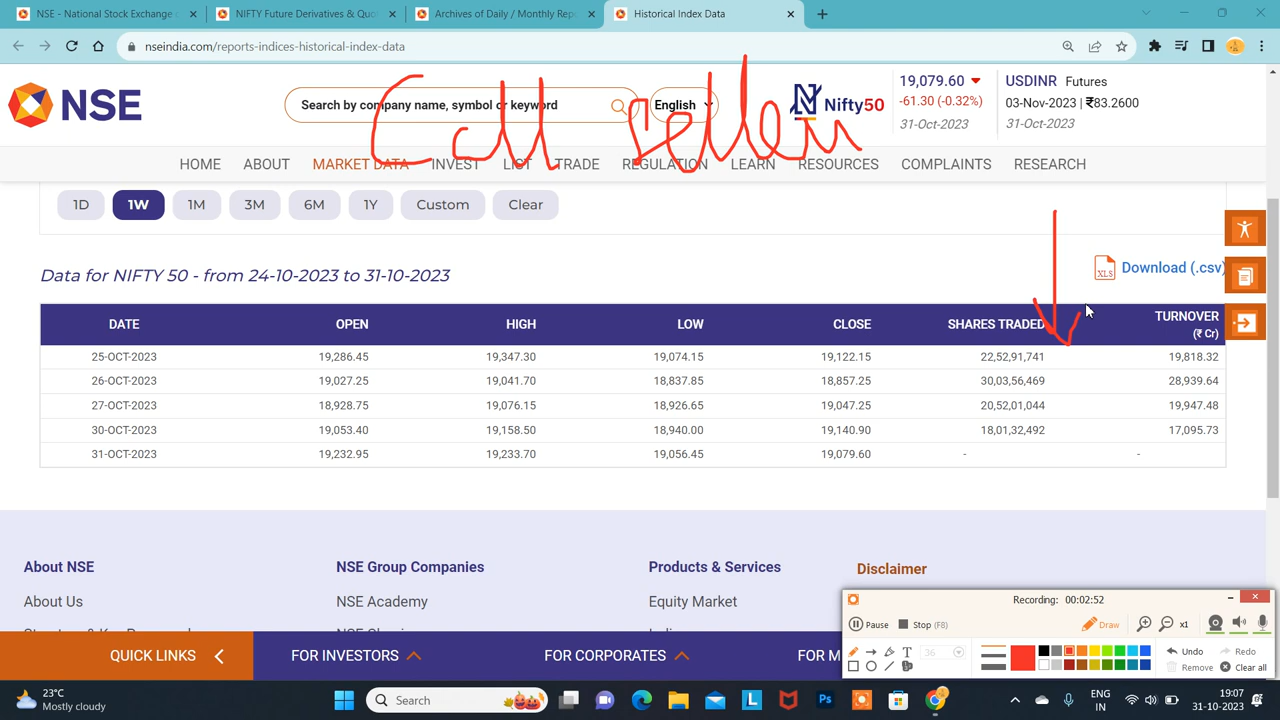 NSE - National Stock Exchange o
NIFTY Future Derivatives & Quo
Archives of Daily / Monthly Rep
Historical Index Data
nseindia.com/reports-indices-historical-index-data
NSE
Search by company name, symbol or keyword
English
Nifty50
19,079.60
-61.30 (-0.32%)
31-Oct-2023
USDINR Futures
03-Nov-2023 | ₹83.2600
31-Oct-2023
Call Seller
HOME ABOUT MARKET DATA INVEST LIST TRADE REGULATION LEARN RESOURCES COMPLAINTS RESEARCH
1D 1W 1M 3M 6M 1Y Custom Clear
Data for NIFTY 50 - from 24-10-2023 to 31-10-2023
XLS Download (.csv)
DATE OPEN HIGH LOW CLOSE SHARES TRADED TURNOVER (₹ Cr)
25-OCT-2023 19,286.45 19,347.30 19,074.15 19,122.15 22,52,91,741 19,818.32
26-OCT-2023 19,027.25 19,041.70 18,837.85 18,857.25 30,03,56,469 28,939.64
27-OCT-2023 18,928.75 19,076.15 18,926.65 19,047.25 20,52,01,044 19,947.48
30-OCT-2023 19,053.40 19,158.50 18,940.00 19,140.90 18,01,32,492 17,095.73
31-OCT-2023 19,232.95 19,233.70 19,056.45 19,079.60 - -
About NSE NSE Group Companies Products & Services Disclaimer
About Us NSE Academy Equity Market
Recording: 00:02:52
Pause Stop (F8) Draw x1
T 36 Undo Redo
Remove Clear all
QUICK LINKS FOR INVESTORS FOR CORPORATES FOR M
23°C
Mostly cloudy
Search
ENG
IN
19:07
31-10-2023